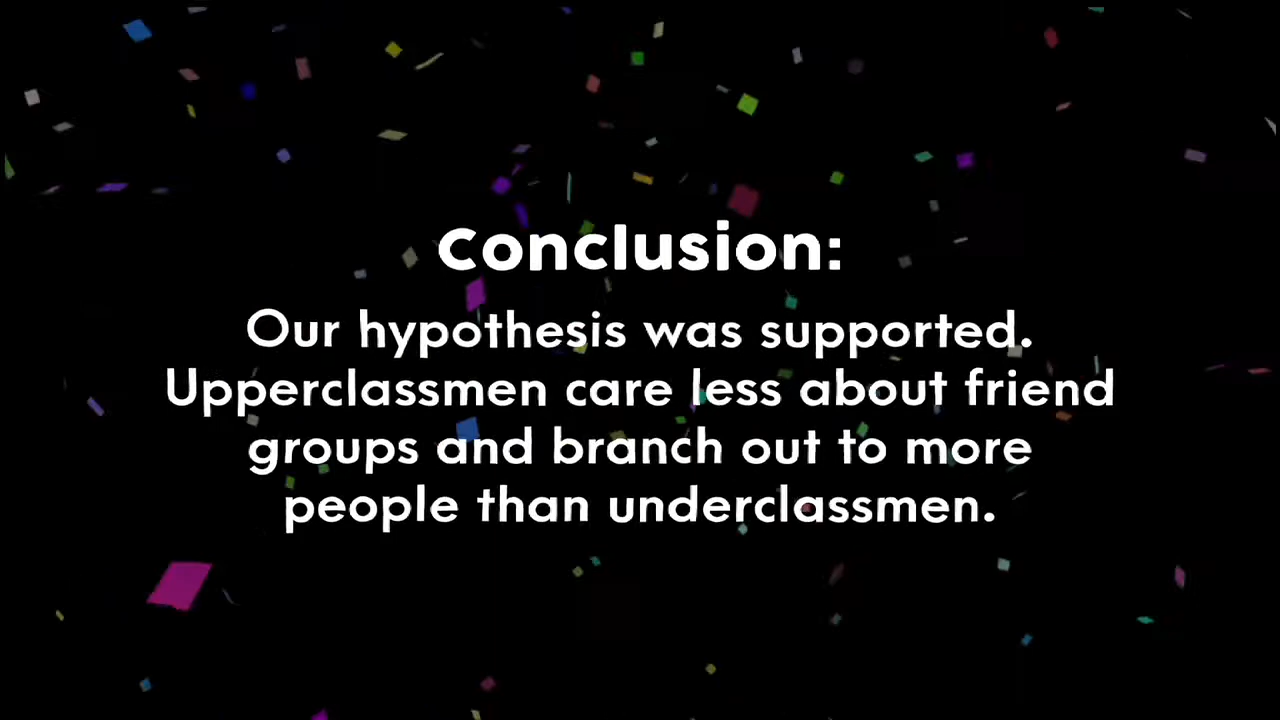 Conclusion:
Our hypothesis was supported.
Upperclassmen care less about friend
groups and branch out to more
people than underclassmen.